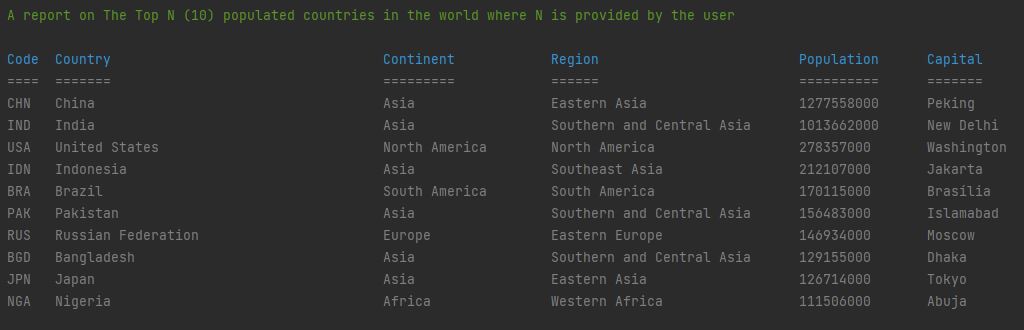 A report on The Top N (10) populated countries in the world where N is provided by the user
Code Country Continent Region Population Capital
==== ======= ========= ====== ========== =======
CHN China Asia Eastern Asia 1277558000 Peking
IND India Asia Southern and Central Asia 1013662000 New Delhi
USA United States North America North America 278357000 Washington
IDN Indonesia Asia Southeast Asia 212107000 Jakarta
BRA Brazil South America South America 170115000 Brasília
PAK Pakistan Asia Southern and Central Asia 156483000 Islamabad
RUS Russian Federation Europe Eastern Europe 146934000 Moscow
BGD Bangladesh Asia Southern and Central Asia 129155000 Dhaka
JPN Japan Asia Eastern Asia 126714000 Tokyo
NGA Nigeria Africa Western Africa 111506000 Abuja